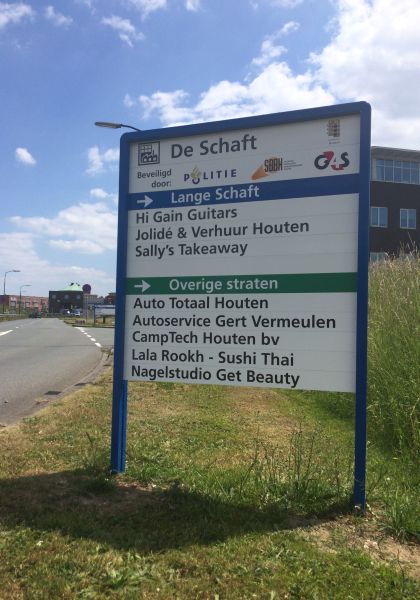 De Schaft
Beveiligd
door:
POLITIE
SOBH
G4S
Lange Schaft
Hi Gain Guitars
Jolidé & Verhuur Houten
Sally's Takeaway
Overige straten
Auto Totaal Houten
Autoservice Gert Vermeulen
CampTech Houten bv
Lala Rookh - Sushi Thai
Nagelstudio Get Beauty